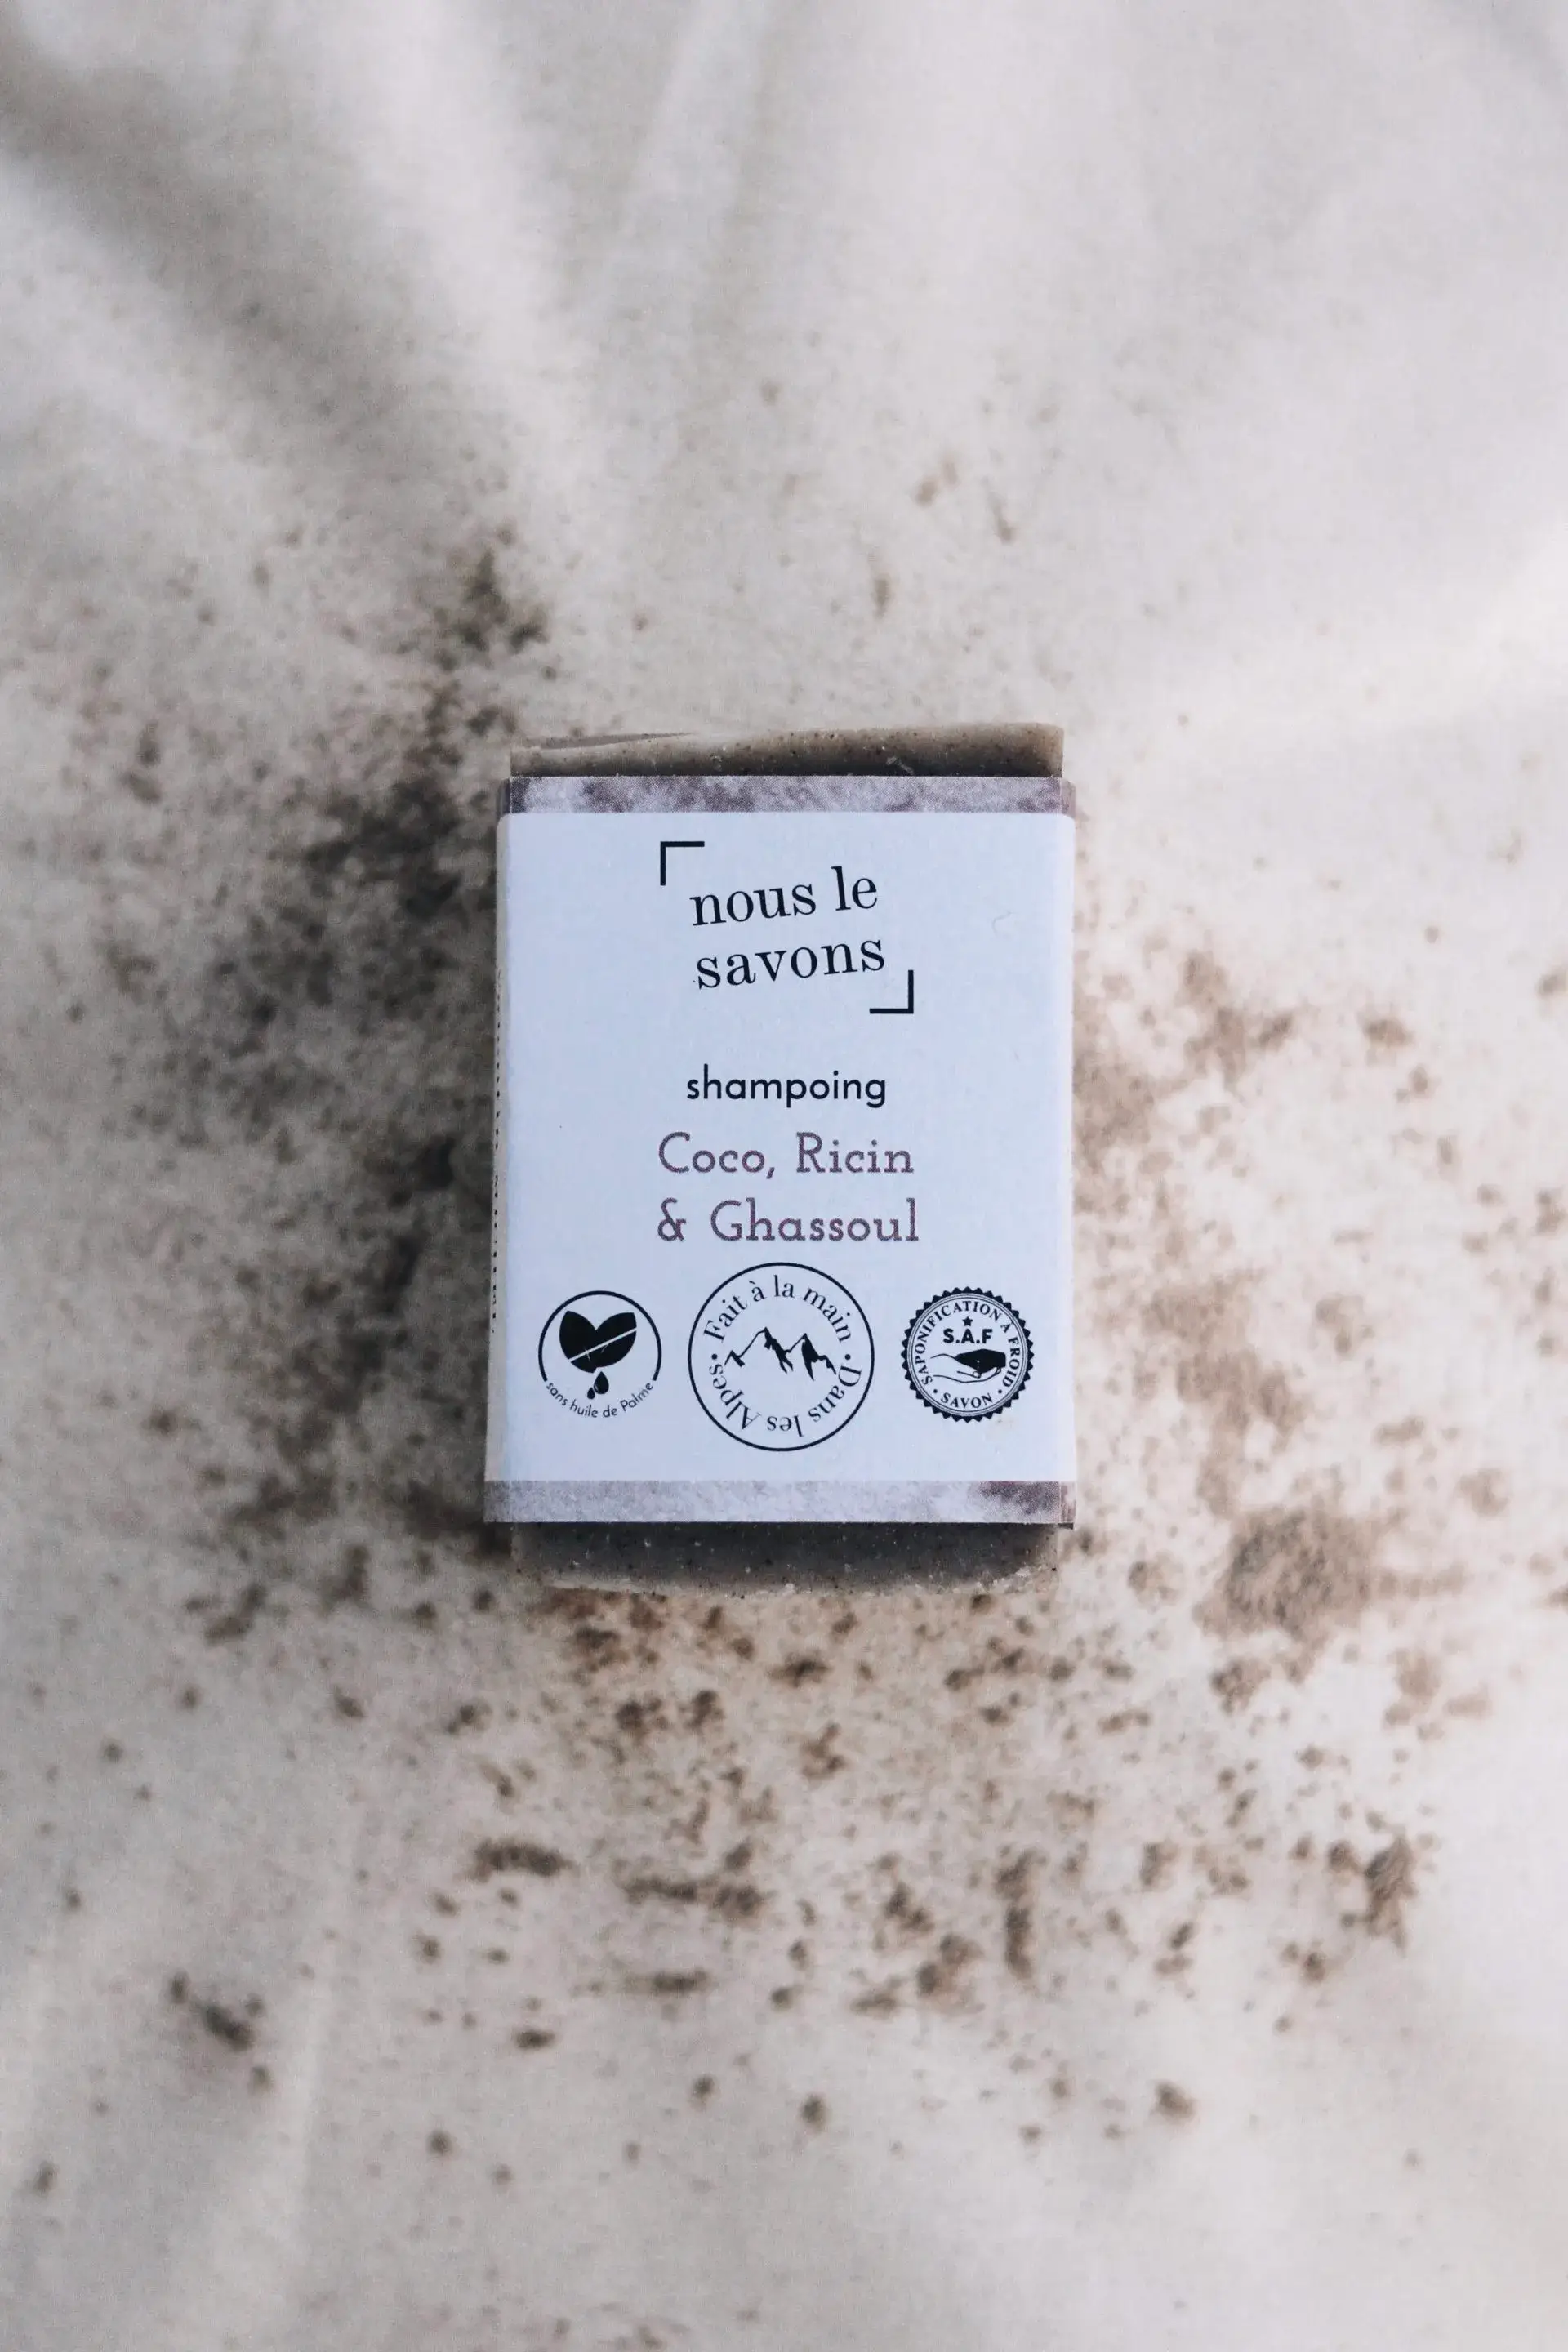 nous le
savons
shampoing
Coco, Ricin
& Ghassoul
sans huile de Palme
Fait à la main • Dans les Alpes •
SAPONIFICATION À FROID
S.A.F
• SAVON •